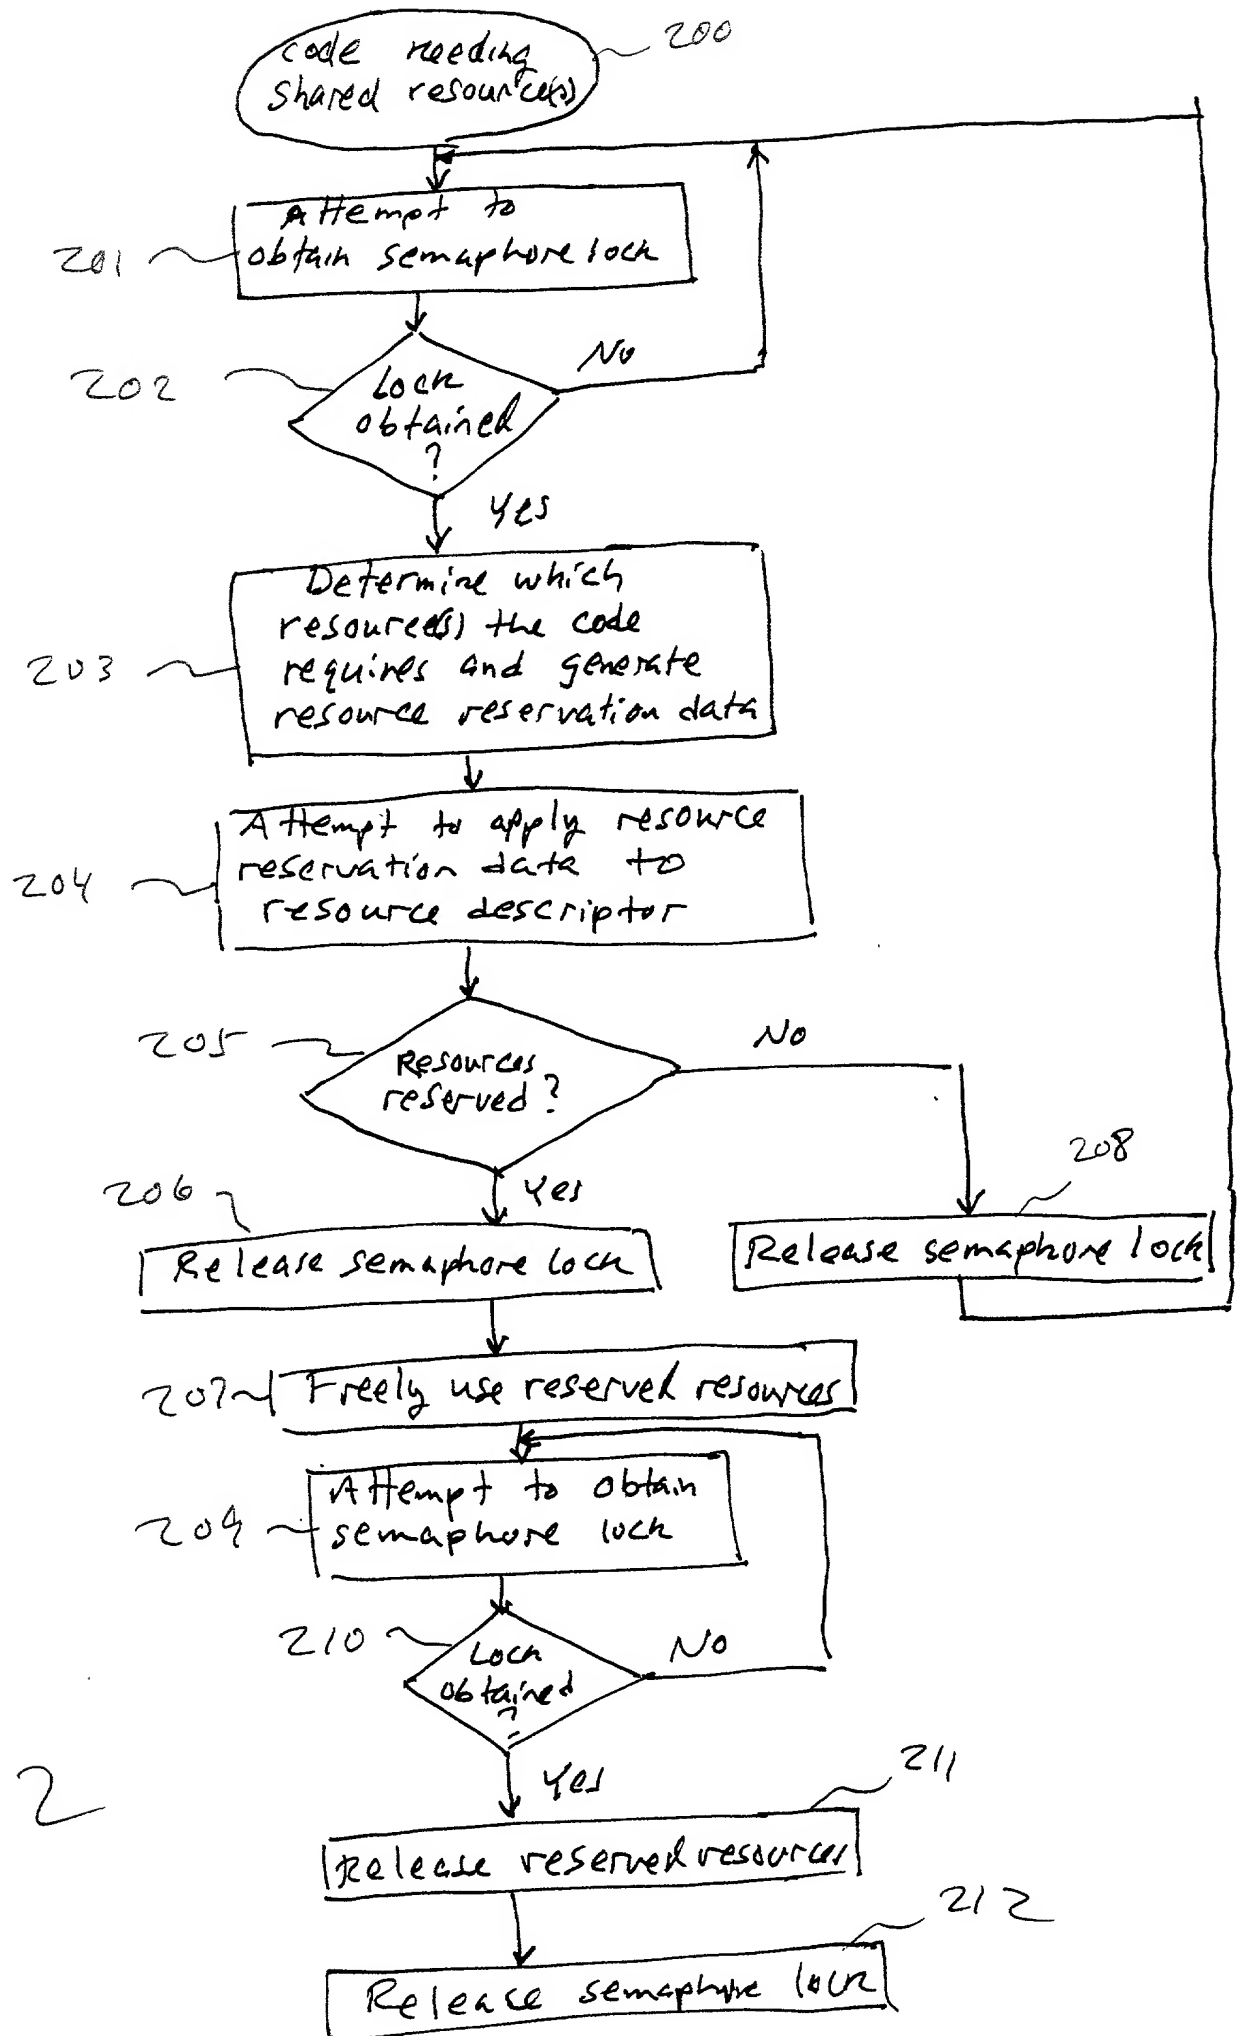 Code needing
shared resource(s)
200
Attempt to
obtain semaphore lock
201
202
Lock
obtained
?
No
Yes
Determine which
resource(s) the code
requires and generate
resource reservation data
203
Attempt to apply resource
reservation data to
resource descriptor
204
205
Resources
reserved?
No
Yes
206
208
Release semaphore lock
Release semaphore lock
207
Freely use reserved resources
Attempt to obtain
semaphore lock
209
210
Lock
obtained
?
No
Yes
2
211
Release reserved resources
212
Release semaphore lock